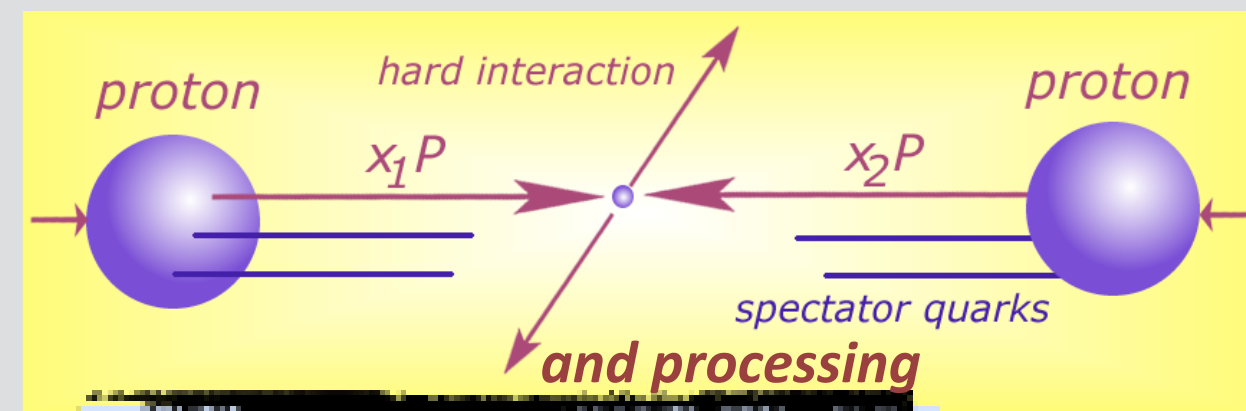 hard interaction
proton
proton
x1P
x2P
spectator quarks
and processing